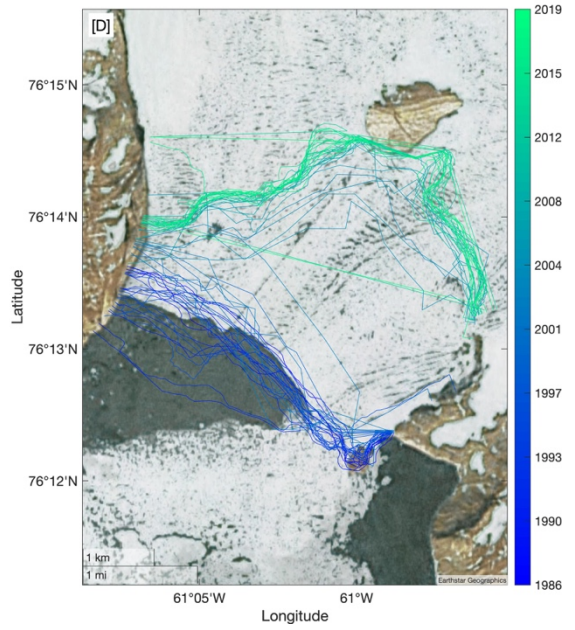 [D]
2019
76°15'N
2015
2012
76°14'N
2008
2004
Latitude
76°13'N
2001
1997
76°12'N
1993
1990
1 km
1 mi
Earthstar Geographics
1986
61°05'W
61°W
Longitude